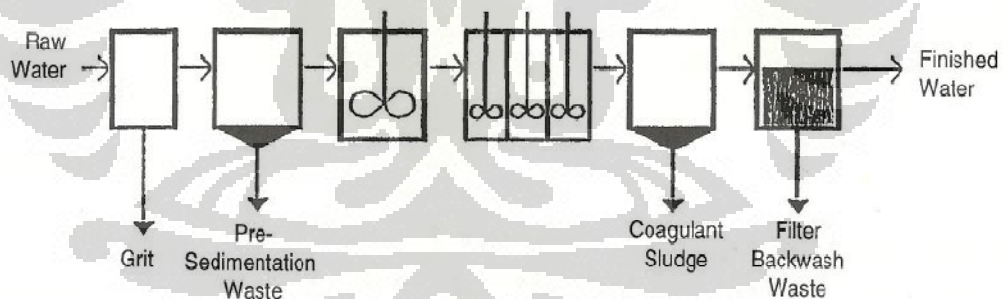 Raw
Water
Finished
Water
Grit
Pre-
Sedimentation
Waste
Coagulant
Sludge
Filter
Backwash
Waste